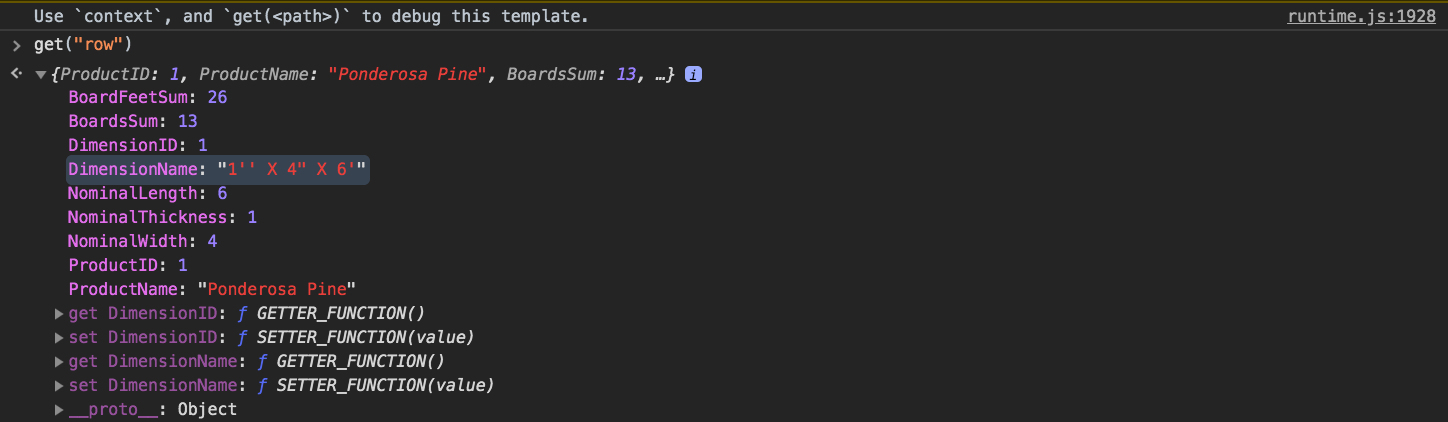 Use `context`, and `get(<path>)` to debug this template. runtime.js:1928
> get("row")
<· ▼{ProductID: 1, ProductName: "Ponderosa Pine", BoardsSum: 13, …} i
BoardFeetSum: 26
BoardsSum: 13
DimensionID: 1
DimensionName: "1'' X 4" X 6'"
NominalLength: 6
NominalThickness: 1
NominalWidth: 4
ProductID: 1
ProductName: "Ponderosa Pine"
▶get DimensionID: ƒ GETTER_FUNCTION()
▶set DimensionID: ƒ SETTER_FUNCTION(value)
▶get DimensionName: ƒ GETTER_FUNCTION()
▶set DimensionName: ƒ SETTER_FUNCTION(value)
▶__proto__: Object